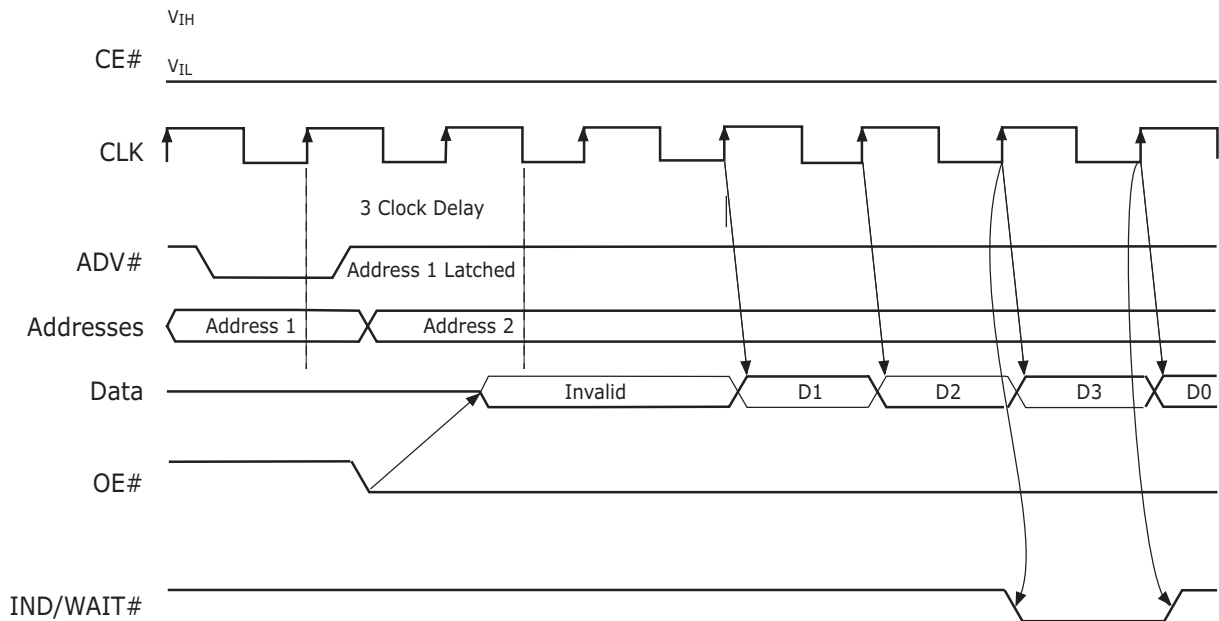 VIH
CE#
VIL
CLK
3 Clock Delay
ADV#
Address 1 Latched
Addresses
Address 1
Address 2
Data
Invalid
D1
D2
D3
D0
OE#
IND/WAIT#